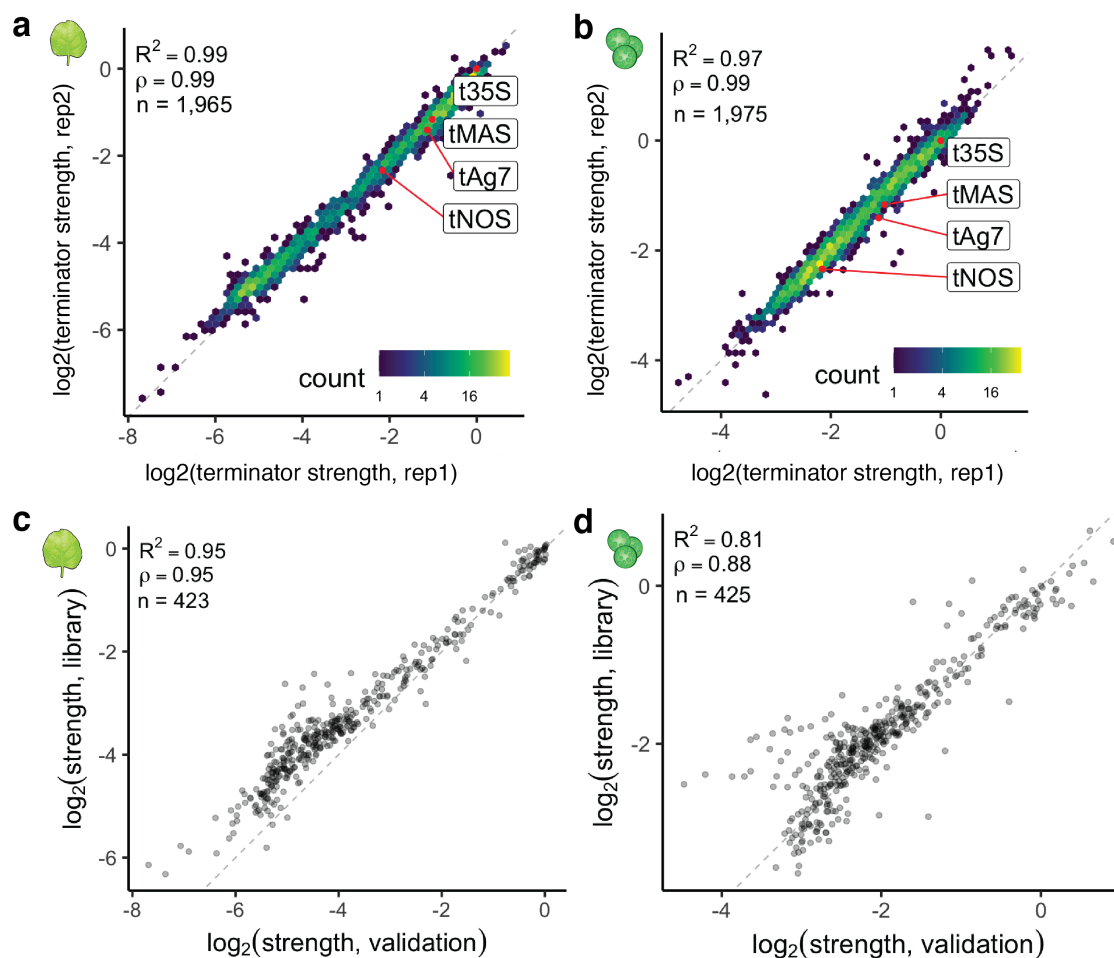 a
R² = 0.99
ρ = 0.99
n = 1,965
t35S
tMAS
tAg7
tNOS
count
1 4 16
0
-2
-4
-6
-8 -6 -4 -2 0
log2(terminator strength, rep2)
log2(terminator strength, rep1)
b
R² = 0.97
ρ = 0.99
n = 1,975
t35S
tMAS
tAg7
tNOS
count
1 4 16
0
-2
-4
-4 -2 0
log2(terminator strength, rep2)
log2(terminator strength, rep1)
c
R² = 0.95
ρ = 0.95
n = 423
0
-2
-4
-6
-8 -6 -4 -2 0
log₂(strength, library)
log₂(strength, validation)
d
R² = 0.81
ρ = 0.88
n = 425
0
-2
-4 -2 0
log₂(strength, library)
log₂(strength, validation)